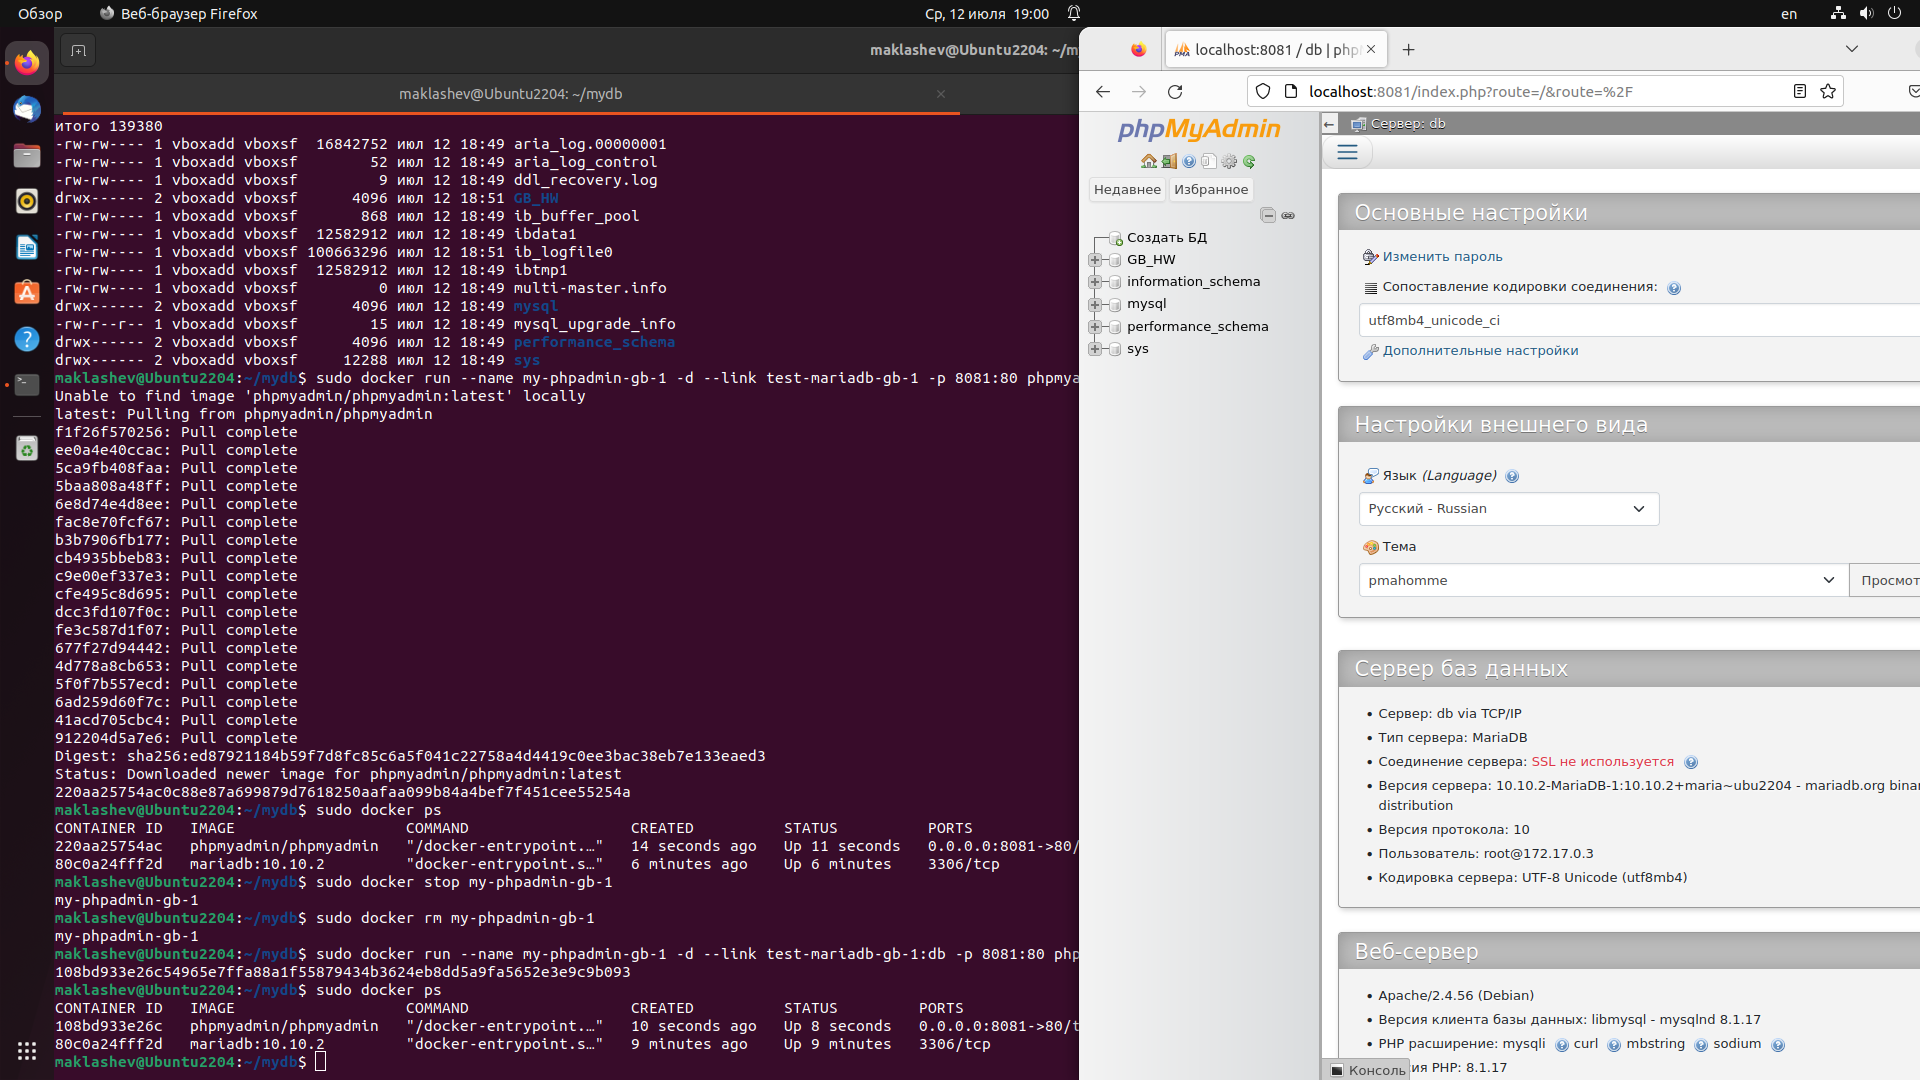 Обзор
Веб-браузер Firefox
Ср, 12 июля 19:00
en
maklashev@Ubuntu2204: ~/m
maklashev@Ubuntu2204: ~/mydb
итого 139380
-rw-rw---- 1 vboxadd vboxsf  16842752 июл 12 18:49 aria_log.00000001
-rw-rw---- 1 vboxadd vboxsf        52 июл 12 18:49 aria_log_control
-rw-rw---- 1 vboxadd vboxsf         9 июл 12 18:49 ddl_recovery.log
drwx------ 2 vboxadd vboxsf      4096 июл 12 18:51 GB_HW
-rw-rw---- 1 vboxadd vboxsf       868 июл 12 18:49 ib_buffer_pool
-rw-rw---- 1 vboxadd vboxsf  12582912 июл 12 18:49 ibdata1
-rw-rw---- 1 vboxadd vboxsf 100663296 июл 12 18:51 ib_logfile0
-rw-rw---- 1 vboxadd vboxsf  12582912 июл 12 18:49 ibtmp1
-rw-rw---- 1 vboxadd vboxsf         0 июл 12 18:49 multi-master.info
drwx------ 2 vboxadd vboxsf      4096 июл 12 18:49 mysql
-rw-r--r-- 1 vboxadd vboxsf        15 июл 12 18:49 mysql_upgrade_info
drwx------ 2 vboxadd vboxsf      4096 июл 12 18:49 performance_schema
drwx------ 2 vboxadd vboxsf     12288 июл 12 18:49 sys
maklashev@Ubuntu2204:~/mydb$ sudo docker run --name my-phpadmin-gb-1 -d --link test-mariadb-gb-1 -p 8081:80 phpmya
Unable to find image 'phpmyadmin/phpmyadmin:latest' locally
latest: Pulling from phpmyadmin/phpmyadmin
f1f26f570256: Pull complete
ee0a4e40ccac: Pull complete
5ca9fb408faa: Pull complete
5baa808a48ff: Pull complete
6e8d74e4d8ee: Pull complete
fac8e70fcf67: Pull complete
b3b7906fb177: Pull complete
cb4935bbeb83: Pull complete
c9e00ef337e3: Pull complete
cfe495c8d695: Pull complete
dcc3fd107f0c: Pull complete
fe3c587d1f07: Pull complete
677f27d94442: Pull complete
4d778a8cb653: Pull complete
5f0f7b557ecd: Pull complete
6ad259d60f7c: Pull complete
41acd705cbc4: Pull complete
912204d5a7e6: Pull complete
Digest: sha256:ed87921184b59f7d8fc85c6a5f041c22758a4d4419c0ee3bac38eb7e133eaed3
Status: Downloaded newer image for phpmyadmin/phpmyadmin:latest
220aa25754ac0c88e87a699879d7618250aafaa099b84a4bef7f451cee55254a
maklashev@Ubuntu2204:~/mydb$ sudo docker ps
CONTAINER ID   IMAGE                   COMMAND                  CREATED          STATUS          PORTS
220aa25754ac   phpmyadmin/phpmyadmin   "/docker-entrypoint.…"   14 seconds ago   Up 11 seconds   0.0.0.0:8081->80/
80c0a24fff2d   mariadb:10.10.2         "docker-entrypoint.s…"   6 minutes ago    Up 6 minutes    3306/tcp
maklashev@Ubuntu2204:~/mydb$ sudo docker stop my-phpadmin-gb-1
my-phpadmin-gb-1
maklashev@Ubuntu2204:~/mydb$ sudo docker rm my-phpadmin-gb-1
my-phpadmin-gb-1
maklashev@Ubuntu2204:~/mydb$ sudo docker run --name my-phpadmin-gb-1 -d --link test-mariadb-gb-1:db -p 8081:80 php
108bd933e26c54965e7ffa88a1f55879434b3624eb8dd5a9fa5652e3e9c9b093
maklashev@Ubuntu2204:~/mydb$ sudo docker ps
CONTAINER ID   IMAGE                   COMMAND                  CREATED          STATUS         PORTS
108bd933e26c   phpmyadmin/phpmyadmin   "/docker-entrypoint.…"   10 seconds ago   Up 8 seconds   0.0.0.0:8081->80/t
80c0a24fff2d   mariadb:10.10.2         "docker-entrypoint.s…"   9 minutes ago    Up 9 minutes   3306/tcp
maklashev@Ubuntu2204:~/mydb$
localhost:8081 / db | php
localhost:8081/index.php?route=/&route=%2F
phpMyAdmin
Недавнее
Избранное
Создать БД
GB_HW
information_schema
mysql
performance_schema
sys
Сервер: db
Основные настройки
Изменить пароль
Сопоставление кодировки соединения:
utf8mb4_unicode_ci
Дополнительные настройки
Настройки внешнего вида
Язык (Language)
Русский - Russian
Тема
pmahomme
Просмот
Сервер баз данных
• Сервер: db via TCP/IP
• Тип сервера: MariaDB
• Соединение сервера: SSL не используется
• Версия сервера: 10.10.2-MariaDB-1:10.10.2+maria~ubu2204 - mariadb.org binar
distribution
• Версия протокола: 10
• Пользователь: root@172.17.0.3
• Кодировка сервера: UTF-8 Unicode (utf8mb4)
Веб-сервер
• Apache/2.4.56 (Debian)
• Версия клиента базы данных: libmysql - mysqlnd 8.1.17
• PHP расширение: mysqli curl mbstring sodium
ия PHP: 8.1.17
Консоль